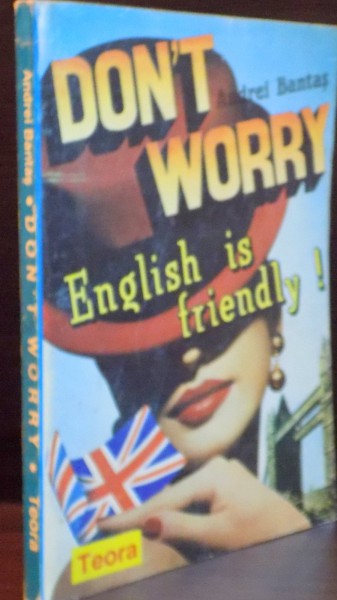 DON'T
Andrei Bantaş
WORRY
English is
friendly !
Teora
Andrei Bantaş • DON'T WORRY • Teora